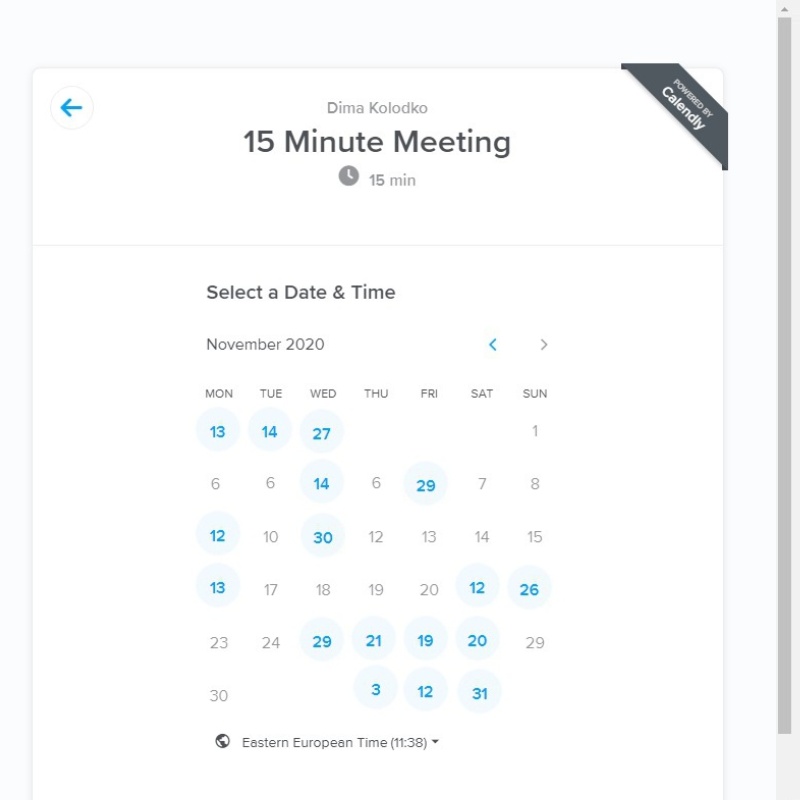 POWERED BY
Calendly
Dima Kolodko
15 Minute Meeting
15 min
Select a Date & Time
November 2020
MON TUE WED THU FRI SAT SUN
13 14 27 1
6 6 14 6 29 7 8
12 10 30 12 13 14 15
13 17 18 19 20 12 26
23 24 29 21 19 20 29
30 3 12 31
Eastern European Time (11:38)